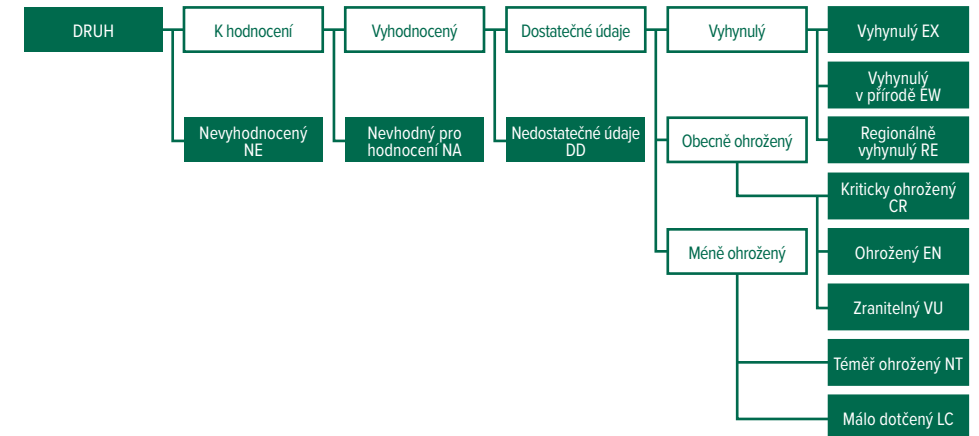 DRUH
K hodnocení
Vyhodnocený
Dostatečné údaje
Vyhynulý
Vyhynulý EX
Vyhynulý
v přírodě EW
Nevyhodnocený
NE
Nevhodný pro
hodnocení NA
Nedostatečné údaje
DD
Obecně ohrožený
Regionálně
vyhynulý RE
Kriticky ohrožený
CR
Méně ohrožený
Ohrožený EN
Zranitelný VU
Téměř ohrožený NT
Málo dotčený LC